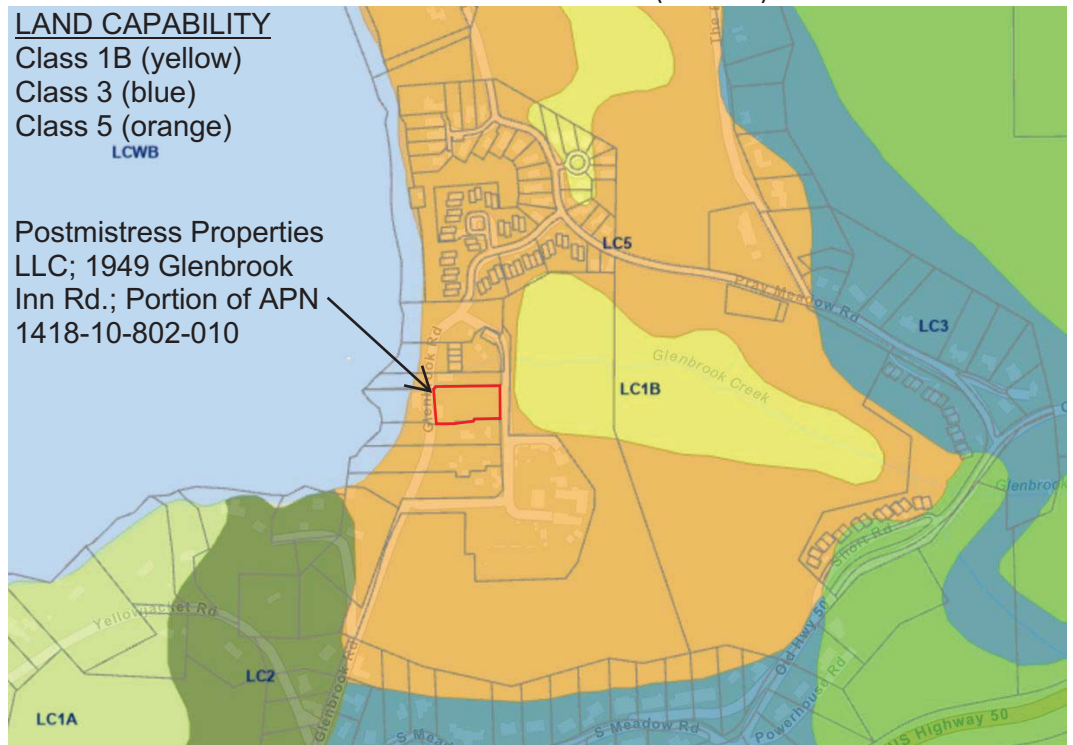 LAND CAPABILITY
Class 1B (yellow)
Class 3 (blue)
Class 5 (orange)
LCWB
Postmistress Properties
LLC; 1949 Glenbrook
Inn Rd.; Portion of APN
1418-10-802-010
LC5
Pray Meadow Rd
LC3
Glenbrook Rd
Glenbrook Creek
LC1B
Glenbrook
Short Rd
Old Hwy 50
Yellowjacket Rd
LC2
Glenbrook Rd
Powerhouse Rd
LC1A
S Meadow Rd
US Highway 50